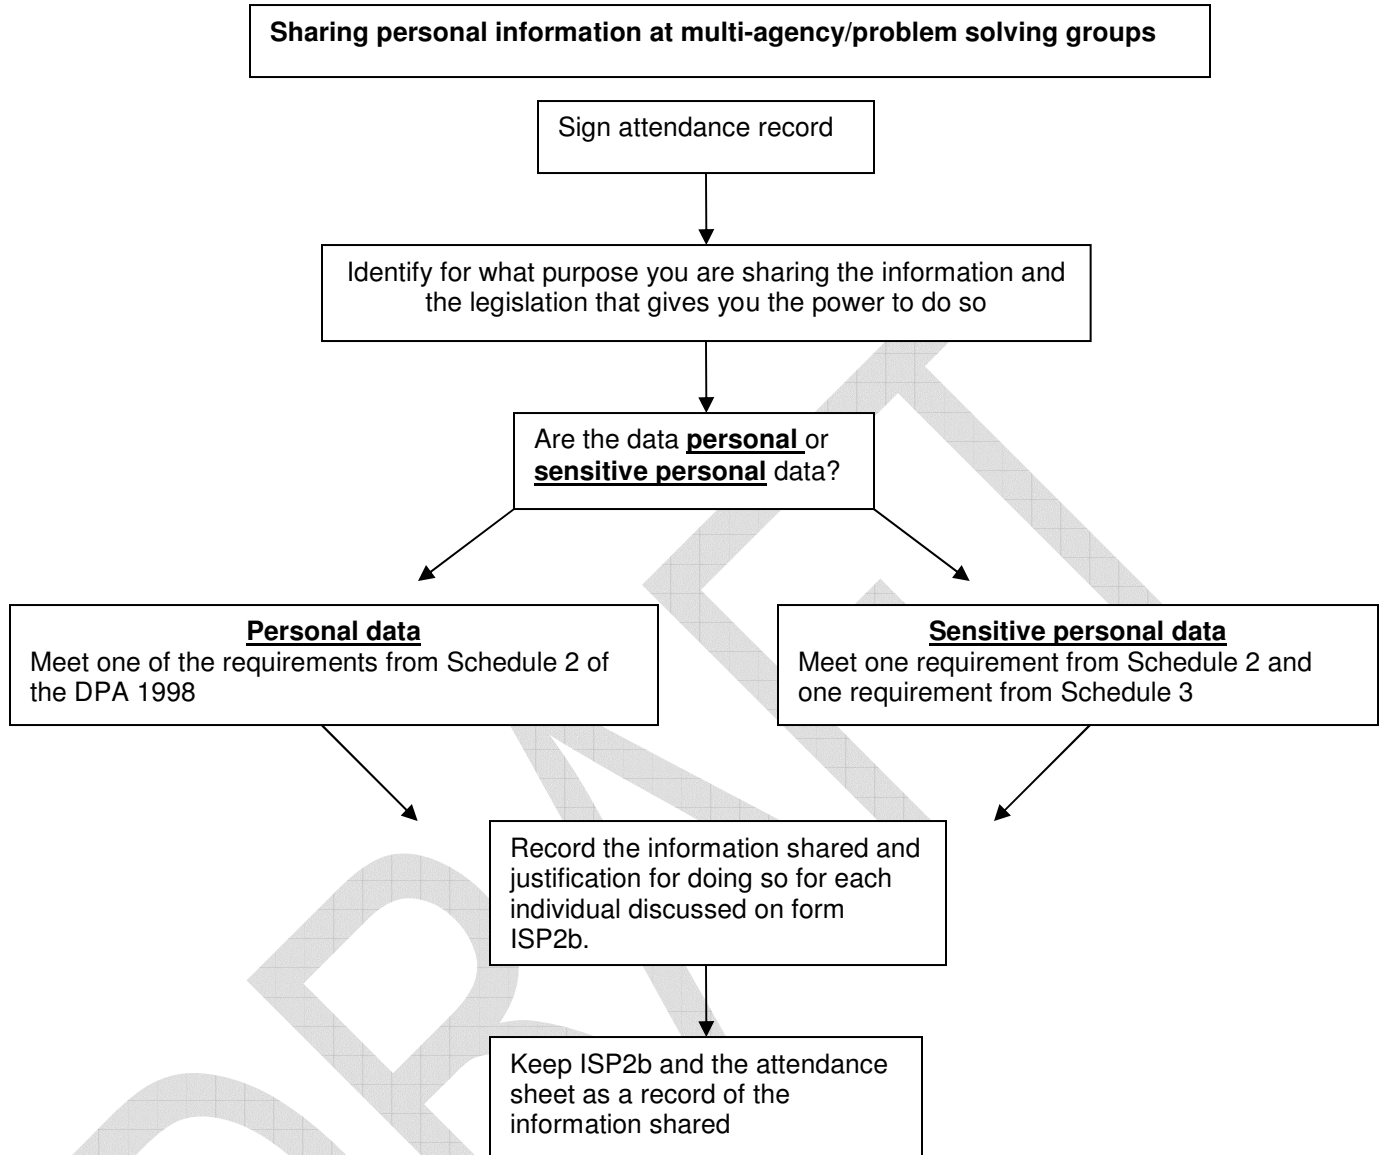 Sharing personal information at multi-agency/problem solving groups
Sign attendance record
Identify for what purpose you are sharing the information and
the legislation that gives you the power to do so
Are the data personal or
sensitive personal data?
Personal data
Meet one of the requirements from Schedule 2 of
the DPA 1998
Sensitive personal data
Meet one requirement from Schedule 2 and
one requirement from Schedule 3
Record the information shared and
justification for doing so for each
individual discussed on form
ISP2b.
Keep ISP2b and the attendance
sheet as a record of the
information shared
DRAFT